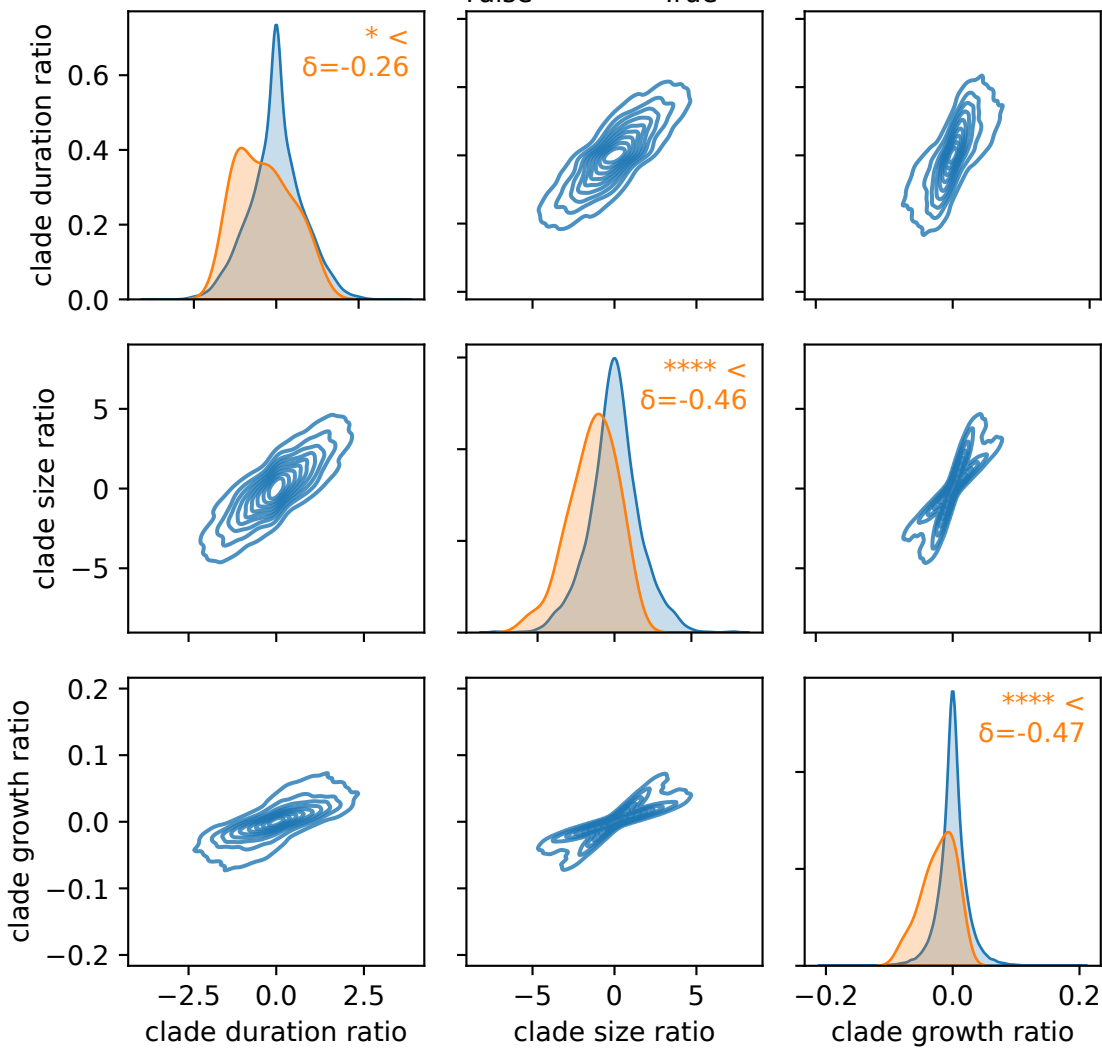 clade duration ratio
0.6
0.4
0.2
0.0
* <
δ=-0.26
clade size ratio
5
0
−5
**** <
δ=-0.46
clade growth ratio
0.2
0.1
0.0
−0.1
−0.2
**** <
δ=-0.47
−2.5 0.0 2.5
−5 0 5
−0.2 0.0 0.2
clade duration ratio
clade size ratio
clade growth ratio